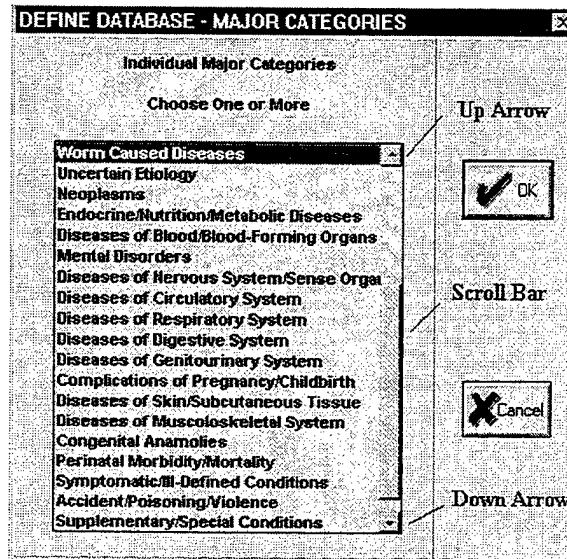 DEFINE DATABASE - MAJOR CATEGORIES
Individual Major Categories
Choose One or More
Up Arrow
Worm Caused Diseases
Uncertain Etiology
Neoplasms
Endocrine/Nutrition/Metabolic Diseases
Diseases of Blood/Blood-Forming Organs
Mental Disorders
Diseases of Nervous System/Sense Orga
Diseases of Circulatory System
Diseases of Respiratory System
Diseases of Digestive System
Diseases of Genitourinary System
Complications of Pregnancy/Childbirth
Diseases of Skin/Subcutaneous Tissue
Diseases of Muscoloskeletal System
Congenital Anamolies
Perinatal Morbidity/Mortality
Symptomatic/Ill-Defined Conditions
Accident/Poisoning/Violence
Supplementary/Special Conditions
OK
Scroll Bar
Cancel
Down Arrow